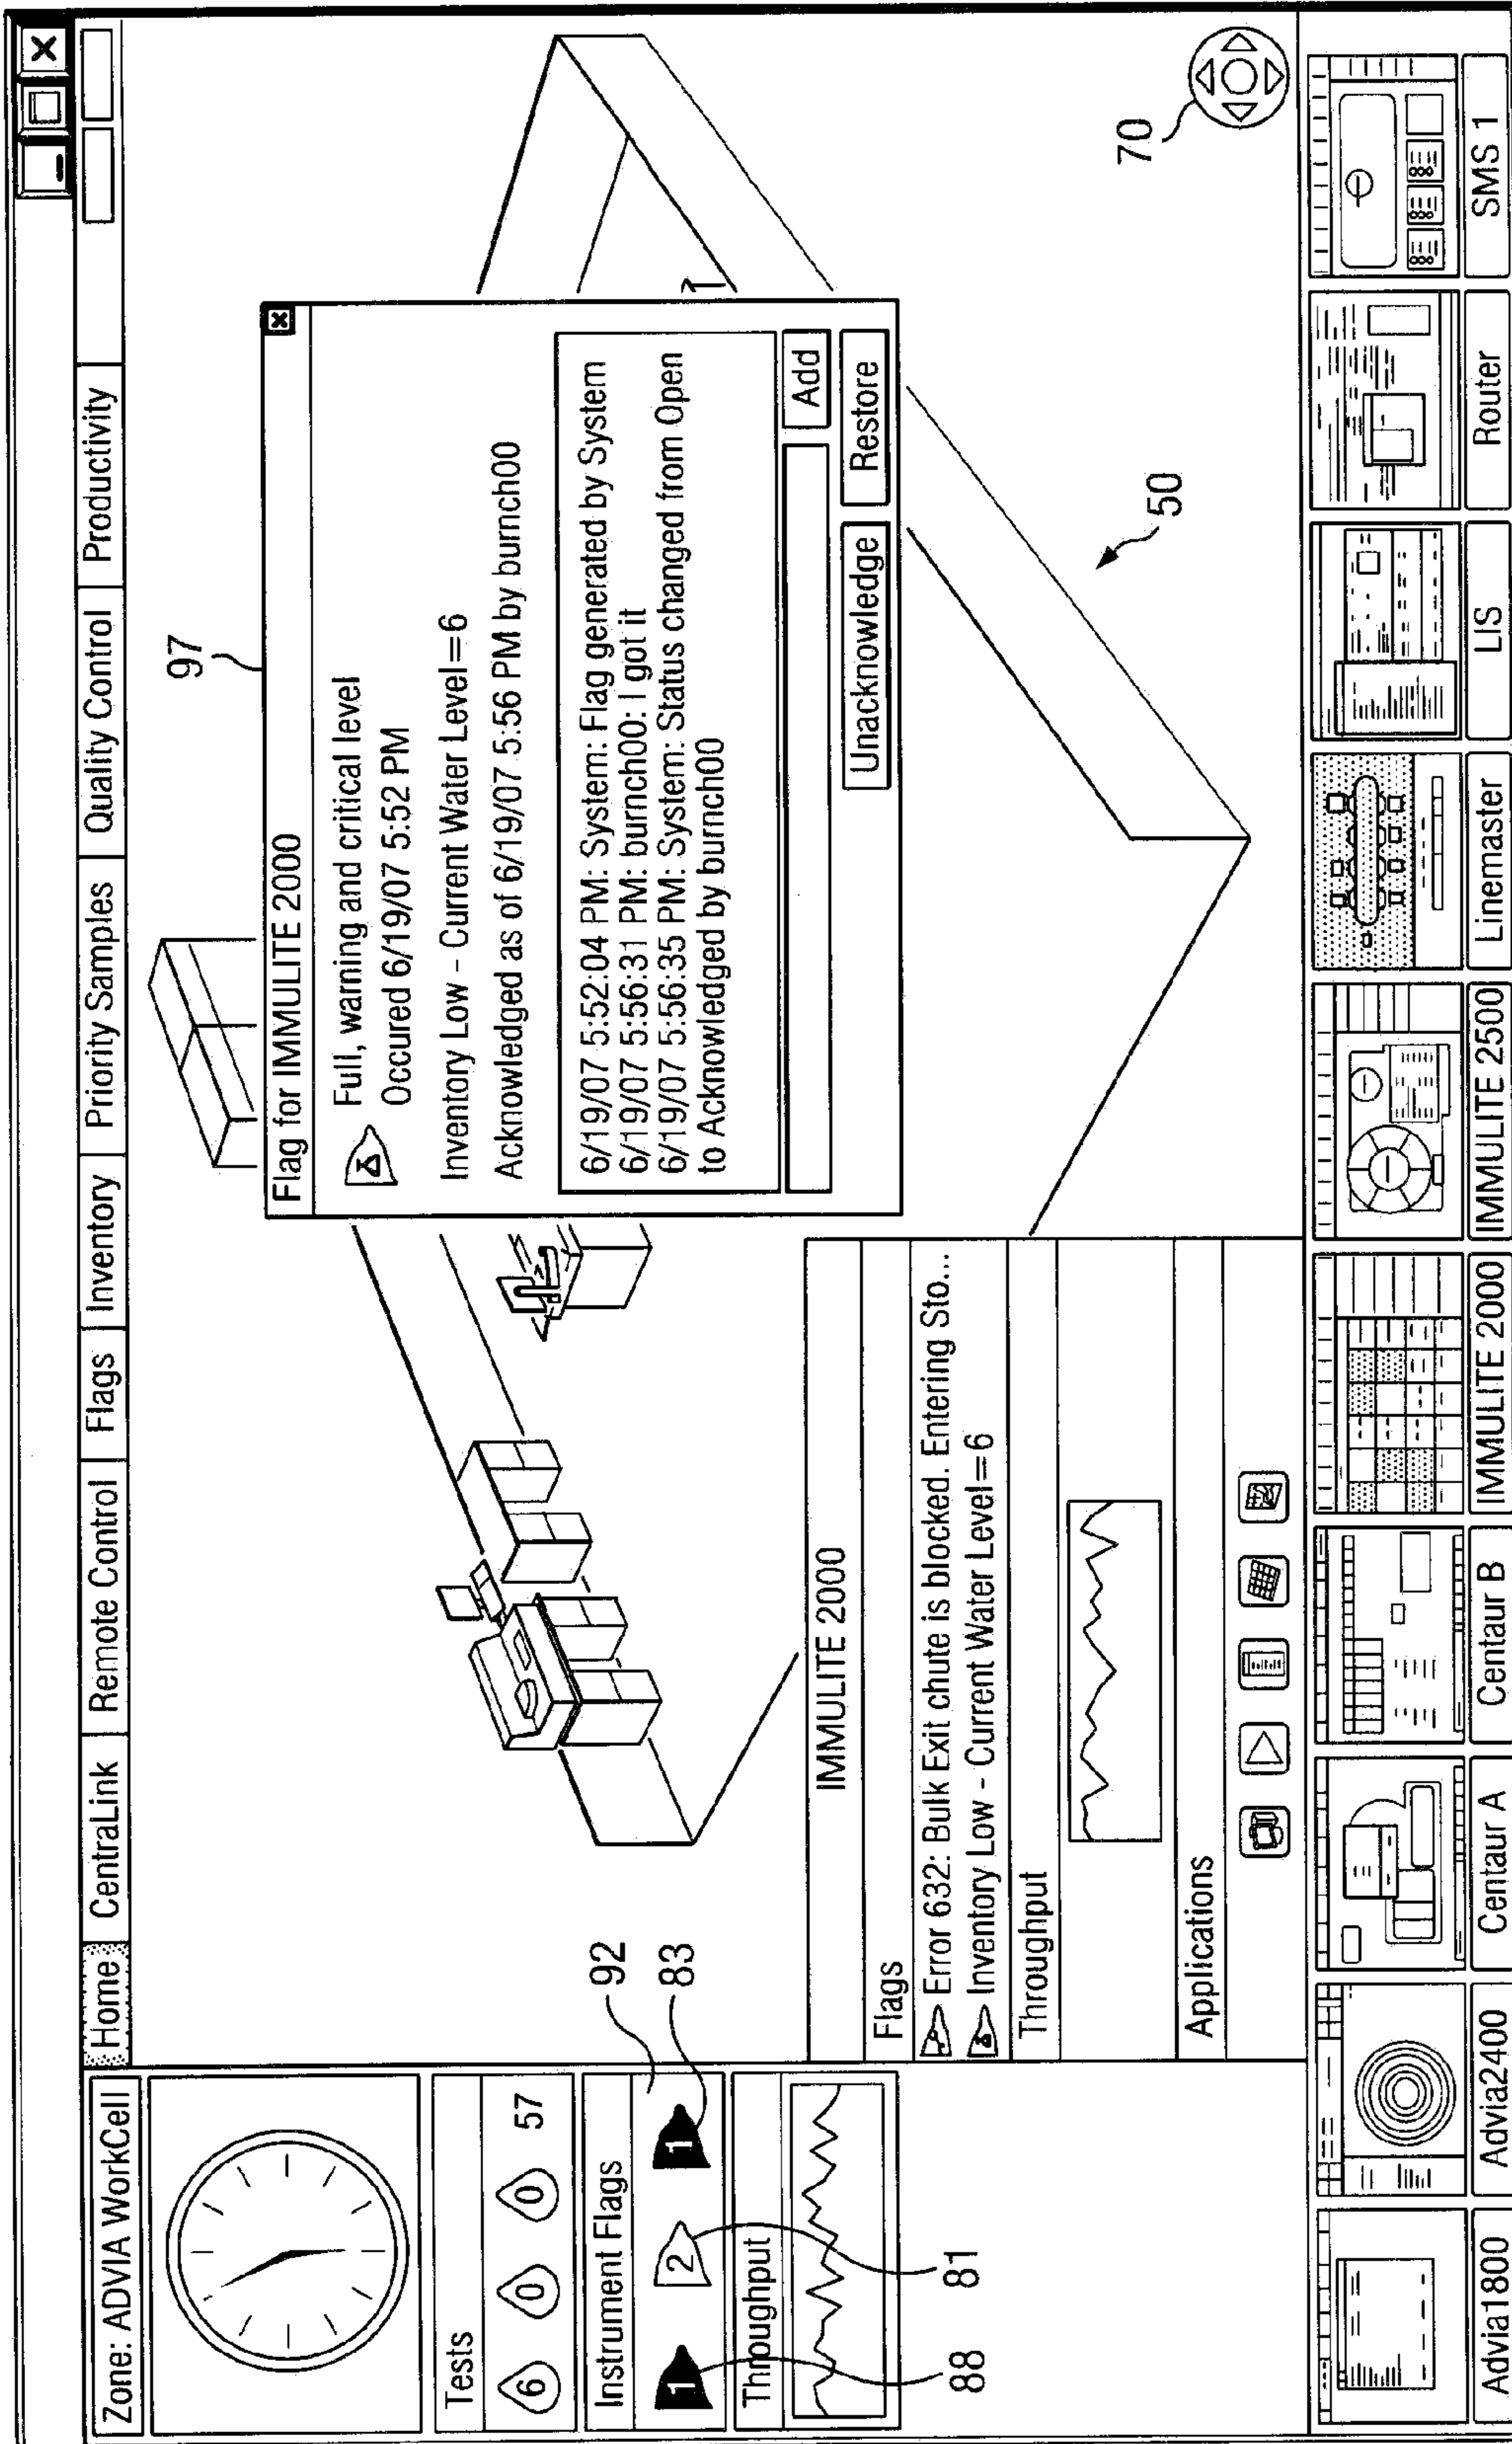 Home
CentraLink
Remote Control
Flags
Inventory
Priority Samples
Quality Control
Productivity
Zone: ADVIA WorkCell
Tests
6 0 0 57
Instrument Flags
1 2 1
Throughput
92
83
81
88
97
Flag for IMMULITE 2000
Full, warning and critical level
Occured 6/19/07 5:52 PM
Inventory Low - Current Water Level=6
Acknowledged as of 6/19/07 5:56 PM by burnch00
6/19/07 5:52:04 PM: System: Flag generated by System
6/19/07 5:56:31 PM: burnch00: I got it
6/19/07 5:56:35 PM: System: Status changed from Open
to Acknowledged by burnch00
Add
Unacknowledge
Restore
70
50
IMMULITE 2000
Flags
Error 632: Bulk Exit chute is blocked. Entering Sto...
Inventory Low - Current Water Level=6
Throughput
Applications
Advia1800
Advia2400
Centaur A
Centaur B
IMMULITE 2000
IMMULITE 2500
Linemaster
LIS
Router
SMS 1